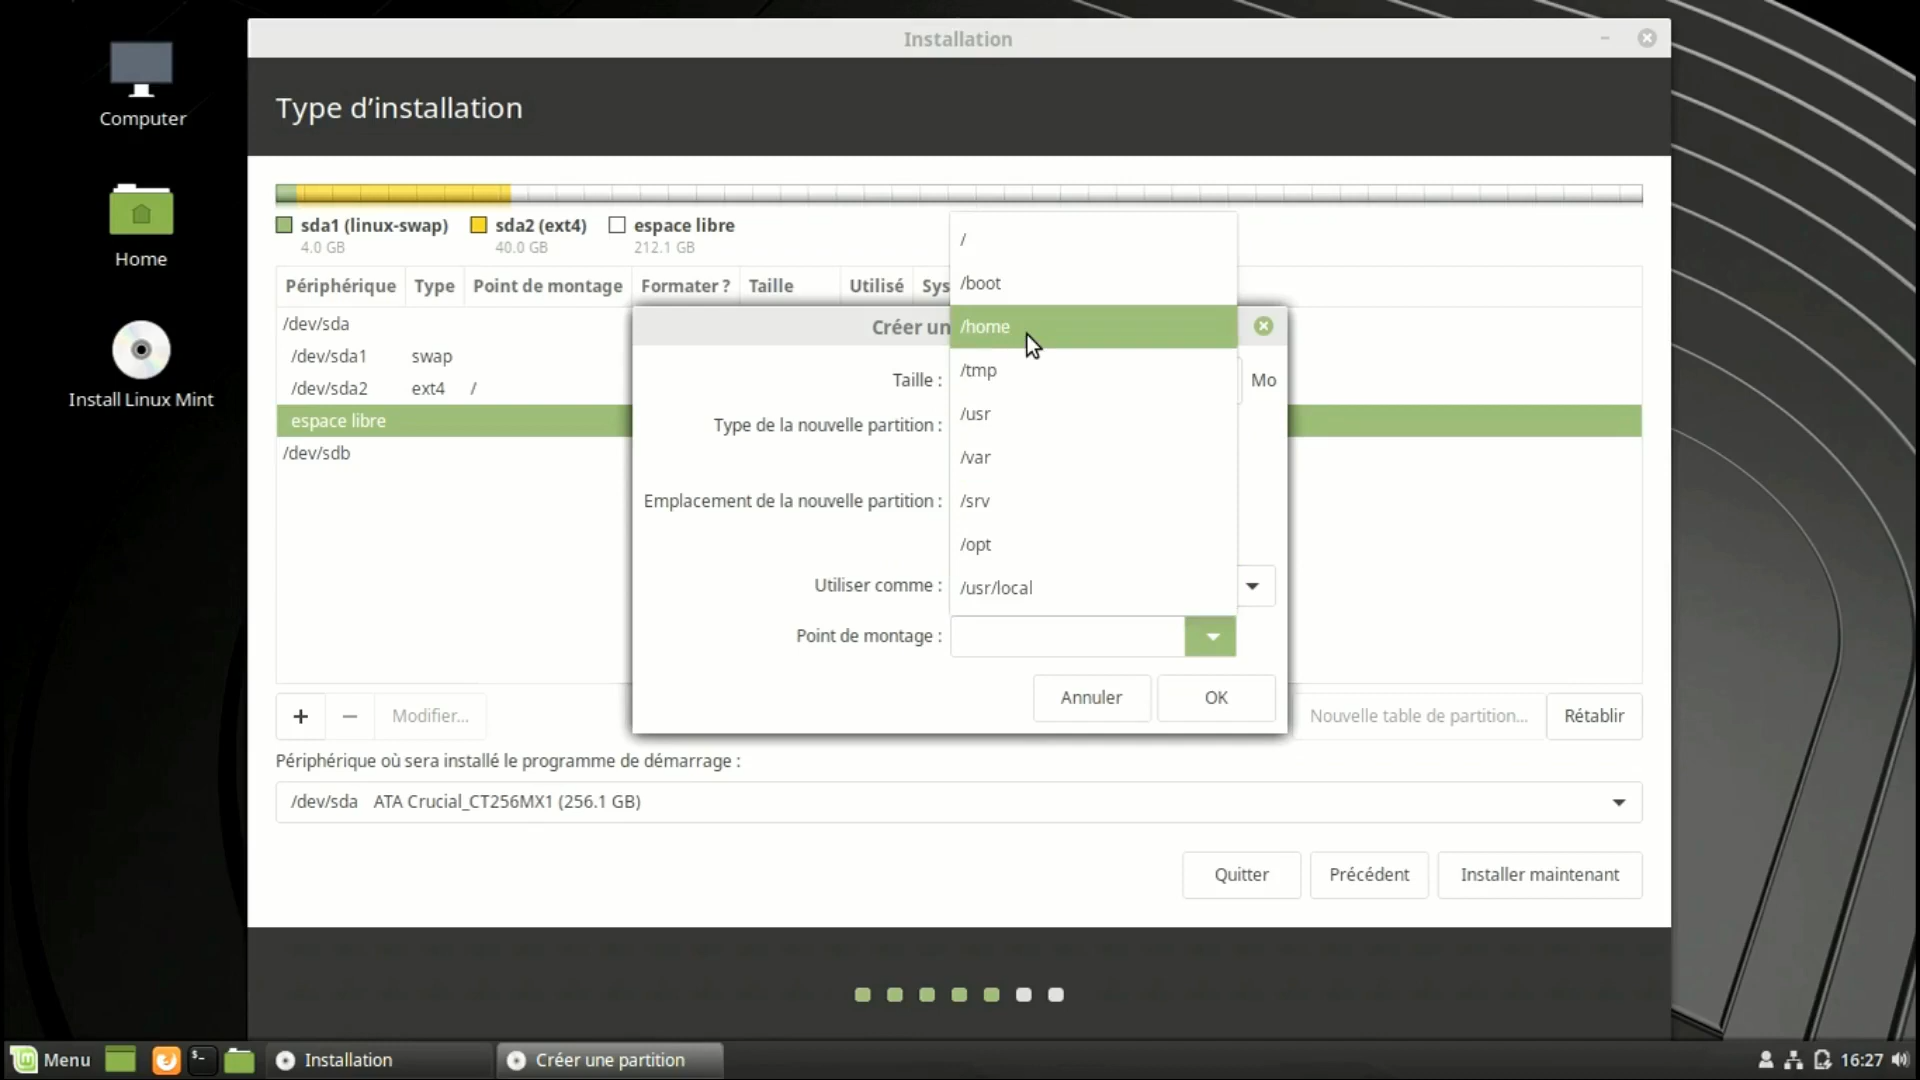 Installation
Computer
Home
Install Linux Mint
Type d’installation
sda1 (linux-swap)
4.0 GB
sda2 (ext4)
40.0 GB
espace libre
212.1 GB
Périphérique Type Point de montage Formater ? Taille Utilisé Sys
/dev/sda
/dev/sda1 swap
/dev/sda2 ext4 /
espace libre
/dev/sdb
Créer un
Taille : Mo
Type de la nouvelle partition :
Emplacement de la nouvelle partition :
Utiliser comme :
Point de montage :
/
/boot
/home
/tmp
/usr
/var
/srv
/opt
/usr/local
Annuler OK
+ − Modifier... Nouvelle table de partition... Rétablir
Périphérique où sera installé le programme de démarrage :
/dev/sda ATA Crucial_CT256MX1 (256.1 GB)
Quitter Précédent Installer maintenant
Menu $- Installation Créer une partition 16:27